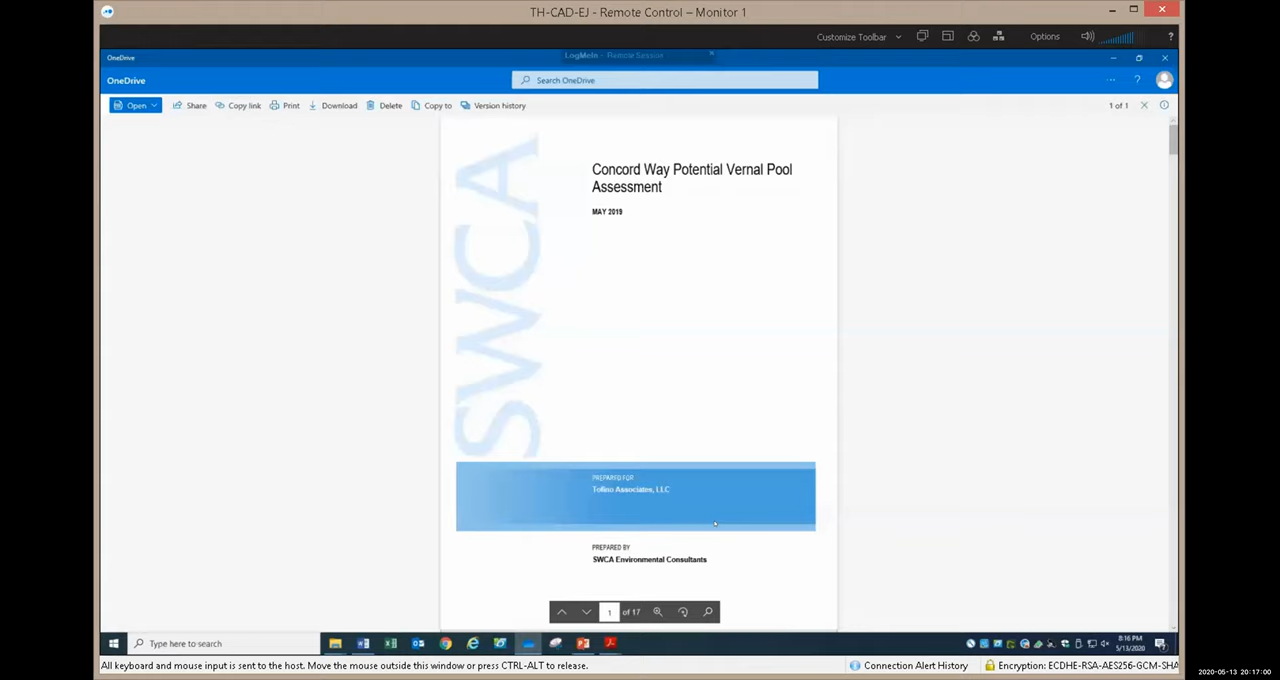 TH-CAD-EJ - Remote Control – Monitor 1
Customize Toolbar
Options
?
OneDrive
LogMeIn - Remote Session
OneDrive
Search OneDrive
?
Open
Share
Copy link
Print
Download
Delete
Copy to
Version history
1 of 1
SWCA
Concord Way Potential Vernal Pool
Assessment
MAY 2019
PREPARED FOR
Tofino Associates, LLC
PREPARED BY
SWCA Environmental Consultants
1 of 17
Type here to search
8:16 PM
5/13/2020
All keyboard and mouse input is sent to the host. Move the mouse outside this window or press CTRL-ALT to release.
Connection Alert History
Encryption: ECDHE-RSA-AES256-GCM-SHA
2020-05-13 20:17:00